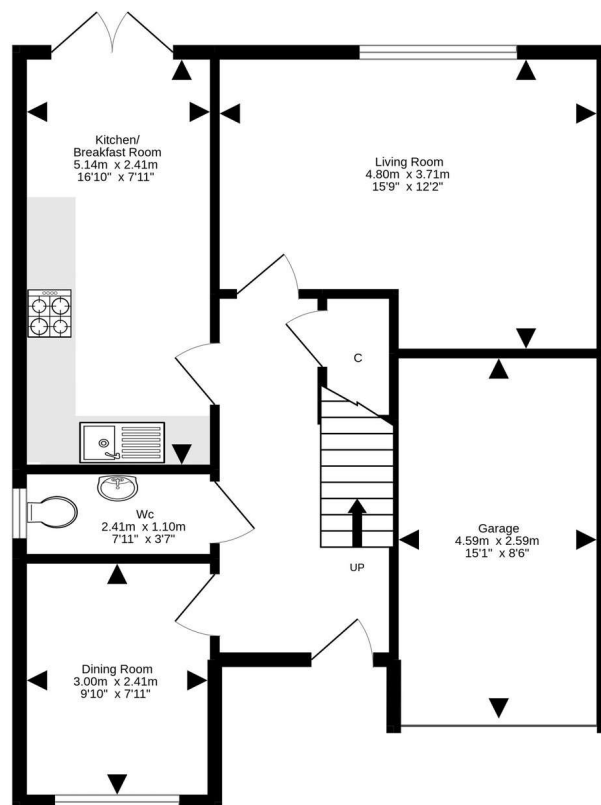 Kitchen/
Breakfast Room
5.14m x 2.41m
16'10" x 7'11"
Living Room
4.80m x 3.71m
15'9" x 12'2"
C
Wc
2.41m x 1.10m
7'11" x 3'7"
UP
Garage
4.59m x 2.59m
15'1" x 8'6"
Dining Room
3.00m x 2.41m
9'10" x 7'11"